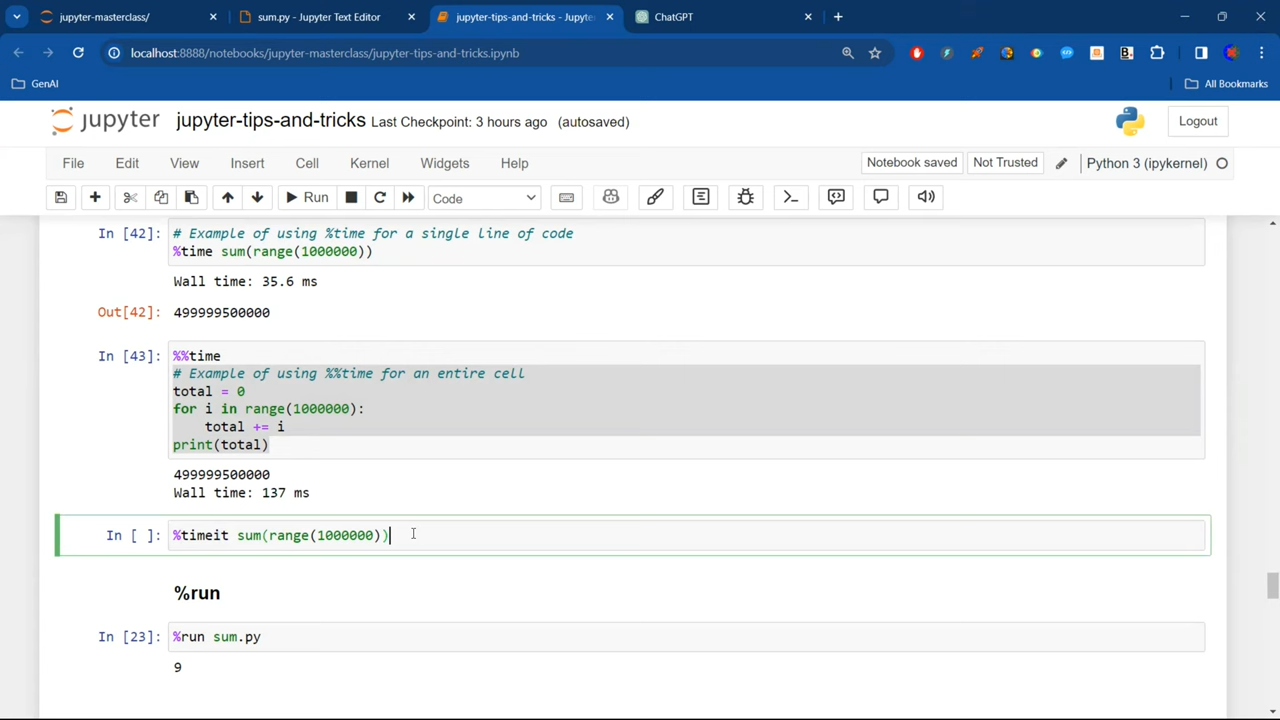 jupyter-masterclass/
sum.py - Jupyter Text Editor
jupyter-tips-and-tricks - Jupyte
ChatGPT
localhost:8888/notebooks/jupyter-masterclass/jupyter-tips-and-tricks.ipynb
GenAI
All Bookmarks
jupyter
jupyter-tips-and-tricks Last Checkpoint: 3 hours ago (autosaved)
Logout
File Edit View Insert Cell Kernel Widgets Help
Notebook saved
Not Trusted
Python 3 (ipykernel)
Run
Code
In [42]: # Example of using %time for a single line of code
%time sum(range(1000000))
Wall time: 35.6 ms
Out[42]: 499999500000
In [43]: %%time
# Example of using %%time for an entire cell
total = 0
for i in range(1000000):
    total += i
print(total)
499999500000
Wall time: 137 ms
In [ ]: %timeit sum(range(1000000))
%run
In [23]: %run sum.py
9